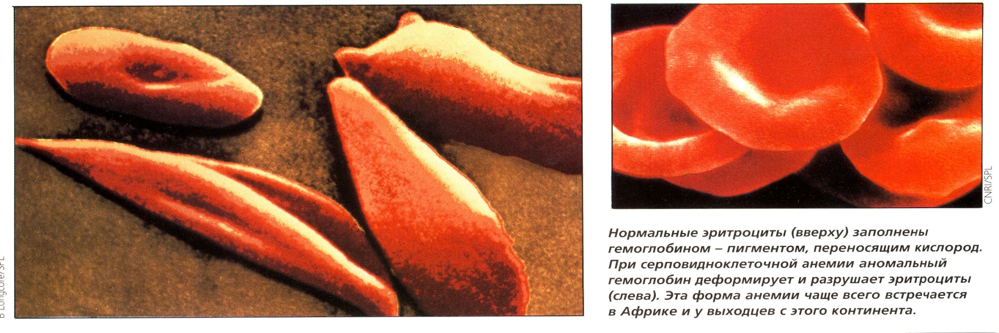 B Longcore/SPL
CNRI/SPL
Нормальные эритроциты (вверху) заполнены
гемоглобином – пигментом, переносящим кислород.
При серповидноклеточной анемии аномальный
гемоглобин деформирует и разрушает эритроциты
(слева). Эта форма анемии чаще всего встречается
в Африке и у выходцев с этого континента.